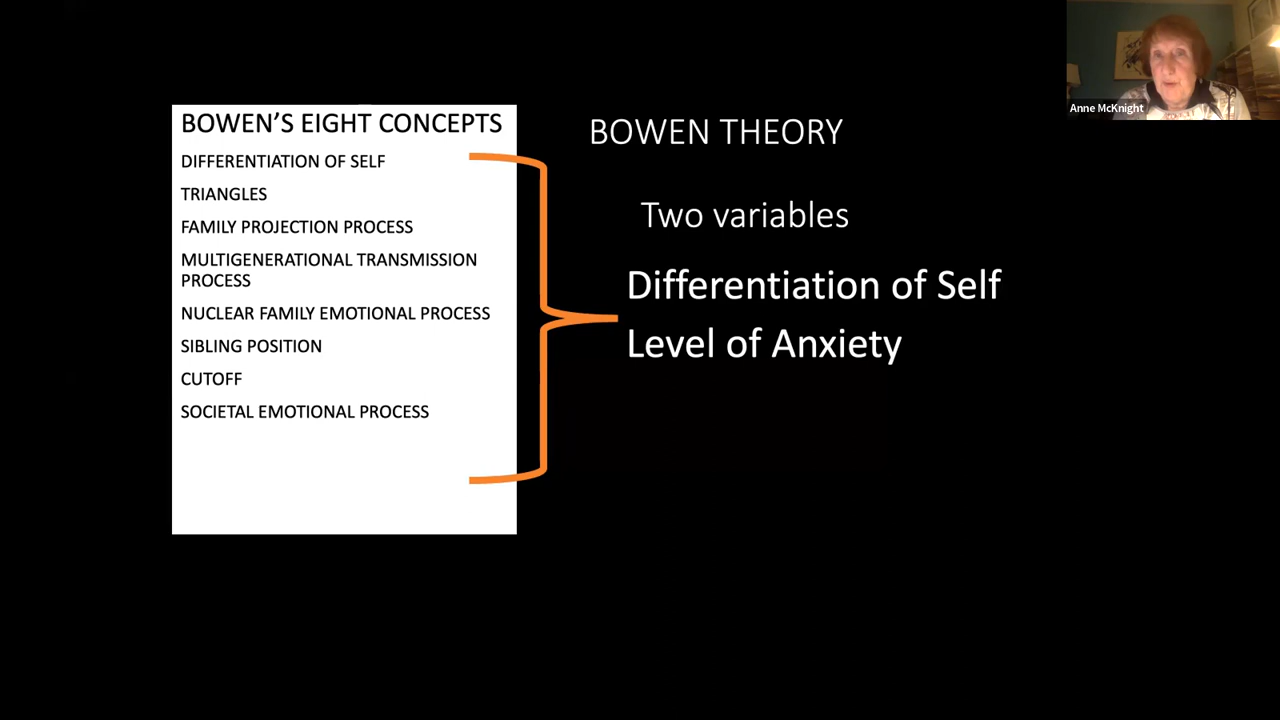 BOWEN'S EIGHT CONCEPTS
DIFFERENTIATION OF SELF
TRIANGLES
FAMILY PROJECTION PROCESS
MULTIGENERATIONAL TRANSMISSION
PROCESS
NUCLEAR FAMILY EMOTIONAL PROCESS
SIBLING POSITION
CUTOFF
SOCIETAL EMOTIONAL PROCESS
BOWEN THEORY
Two variables
Differentiation of Self
Level of Anxiety
Anne McKnight